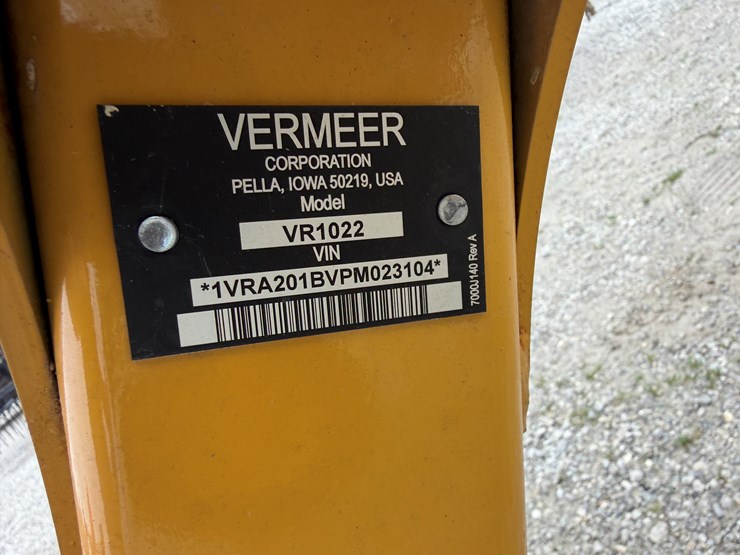 VERMEER
CORPORATION
PELLA, IOWA 50219, USA
Model
VR1022
VIN
*1VRA201BVPM023104*
7000J140 Rev A